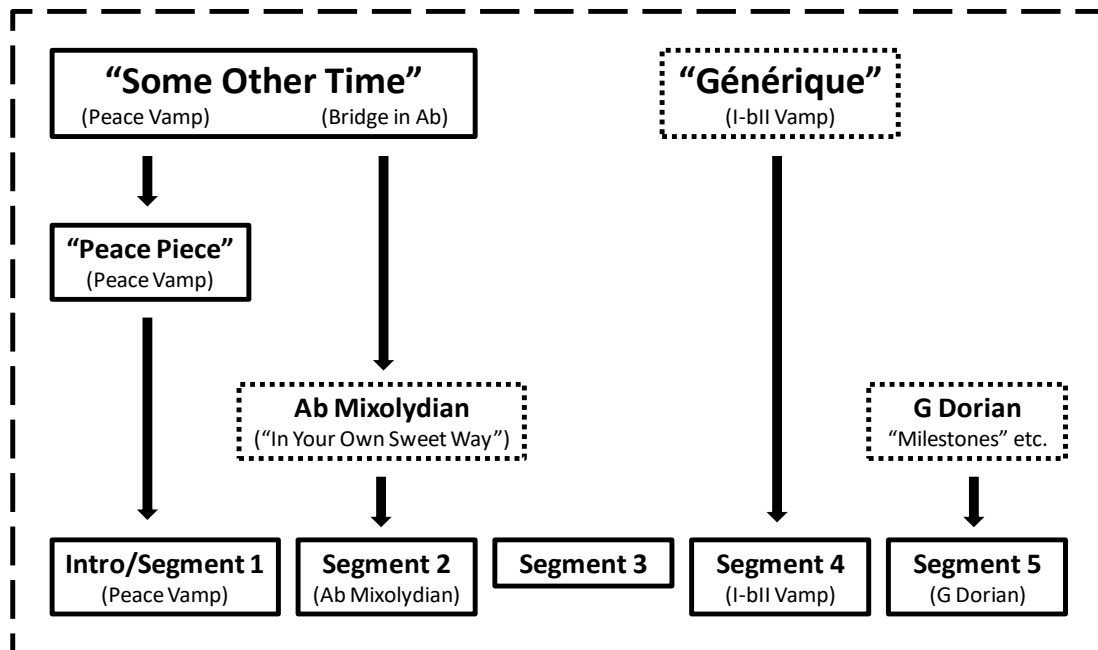 “Some Other Time”
(Peace Vamp) (Bridge in Ab)
“Générique”
(I-bII Vamp)
“Peace Piece”
(Peace Vamp)
Ab Mixolydian
(“In Your Own Sweet Way”)
G Dorian
“Milestones” etc.
Intro/Segment 1
(Peace Vamp)
Segment 2
(Ab Mixolydian)
Segment 3
Segment 4
(I-bII Vamp)
Segment 5
(G Dorian)